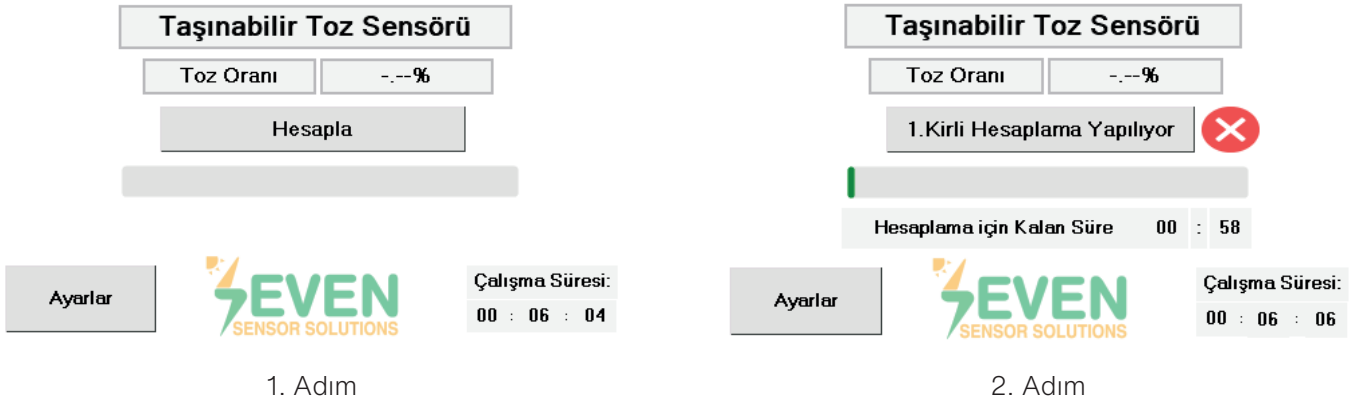 Taşınabilir Toz Sensörü
Toz Oranı -.--%
Hesapla
Ayarlar
SEVEN
SENSOR SOLUTIONS
Çalışma Süresi:
00 : 06 : 04
1. Adım
Taşınabilir Toz Sensörü
Toz Oranı -.--%
1.Kirli Hesaplama Yapılıyor
Hesaplama için Kalan Süre 00 : 58
Ayarlar
SEVEN
SENSOR SOLUTIONS
Çalışma Süresi:
00 : 06 : 06
2. Adım